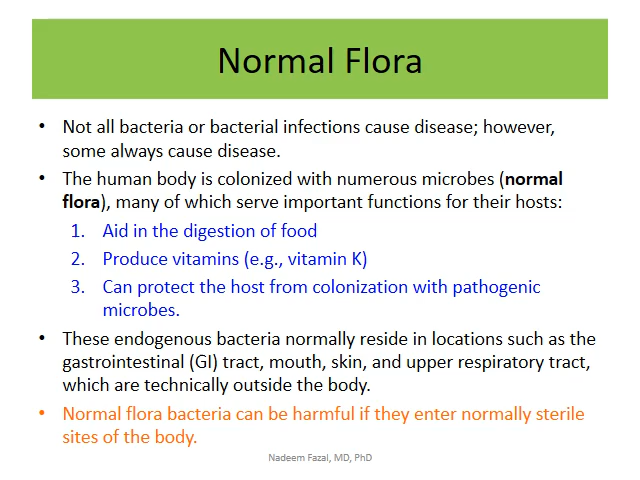 Normal Flora
• Not all bacteria or bacterial infections cause disease; however,
some always cause disease.
• The human body is colonized with numerous microbes (normal
flora), many of which serve important functions for their hosts:
1. Aid in the digestion of food
2. Produce vitamins (e.g., vitamin K)
3. Can protect the host from colonization with pathogenic
microbes.
• These endogenous bacteria normally reside in locations such as the
gastrointestinal (GI) tract, mouth, skin, and upper respiratory tract,
which are technically outside the body.
• Normal flora bacteria can be harmful if they enter normally sterile
sites of the body.
Nadeem Fazal, MD, PhD